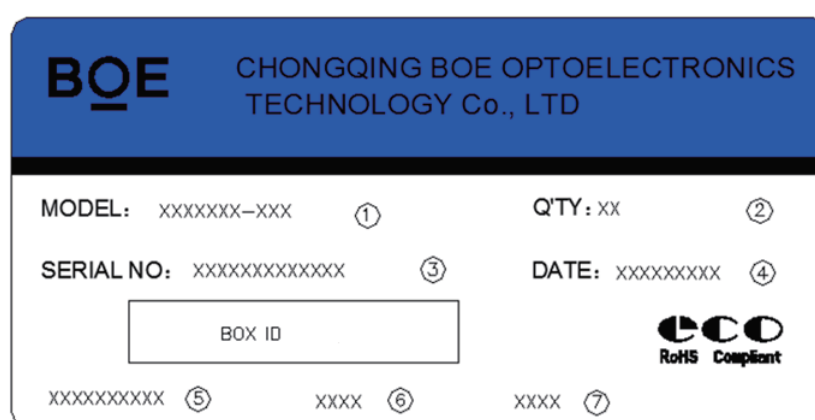 BOE
CHONGQING BOE OPTOELECTRONICS
TECHNOLOGY Co., LTD
MODEL: XXXXXXX-XXX ① Q'TY: XX ②
SERIAL NO: XXXXXXXXXXXXX ③ DATE: XXXXXXXXX ④
BOX ID
eco
RoHS Compliant
XXXXXXXXXX ⑤ XXXX ⑥ XXXX ⑦